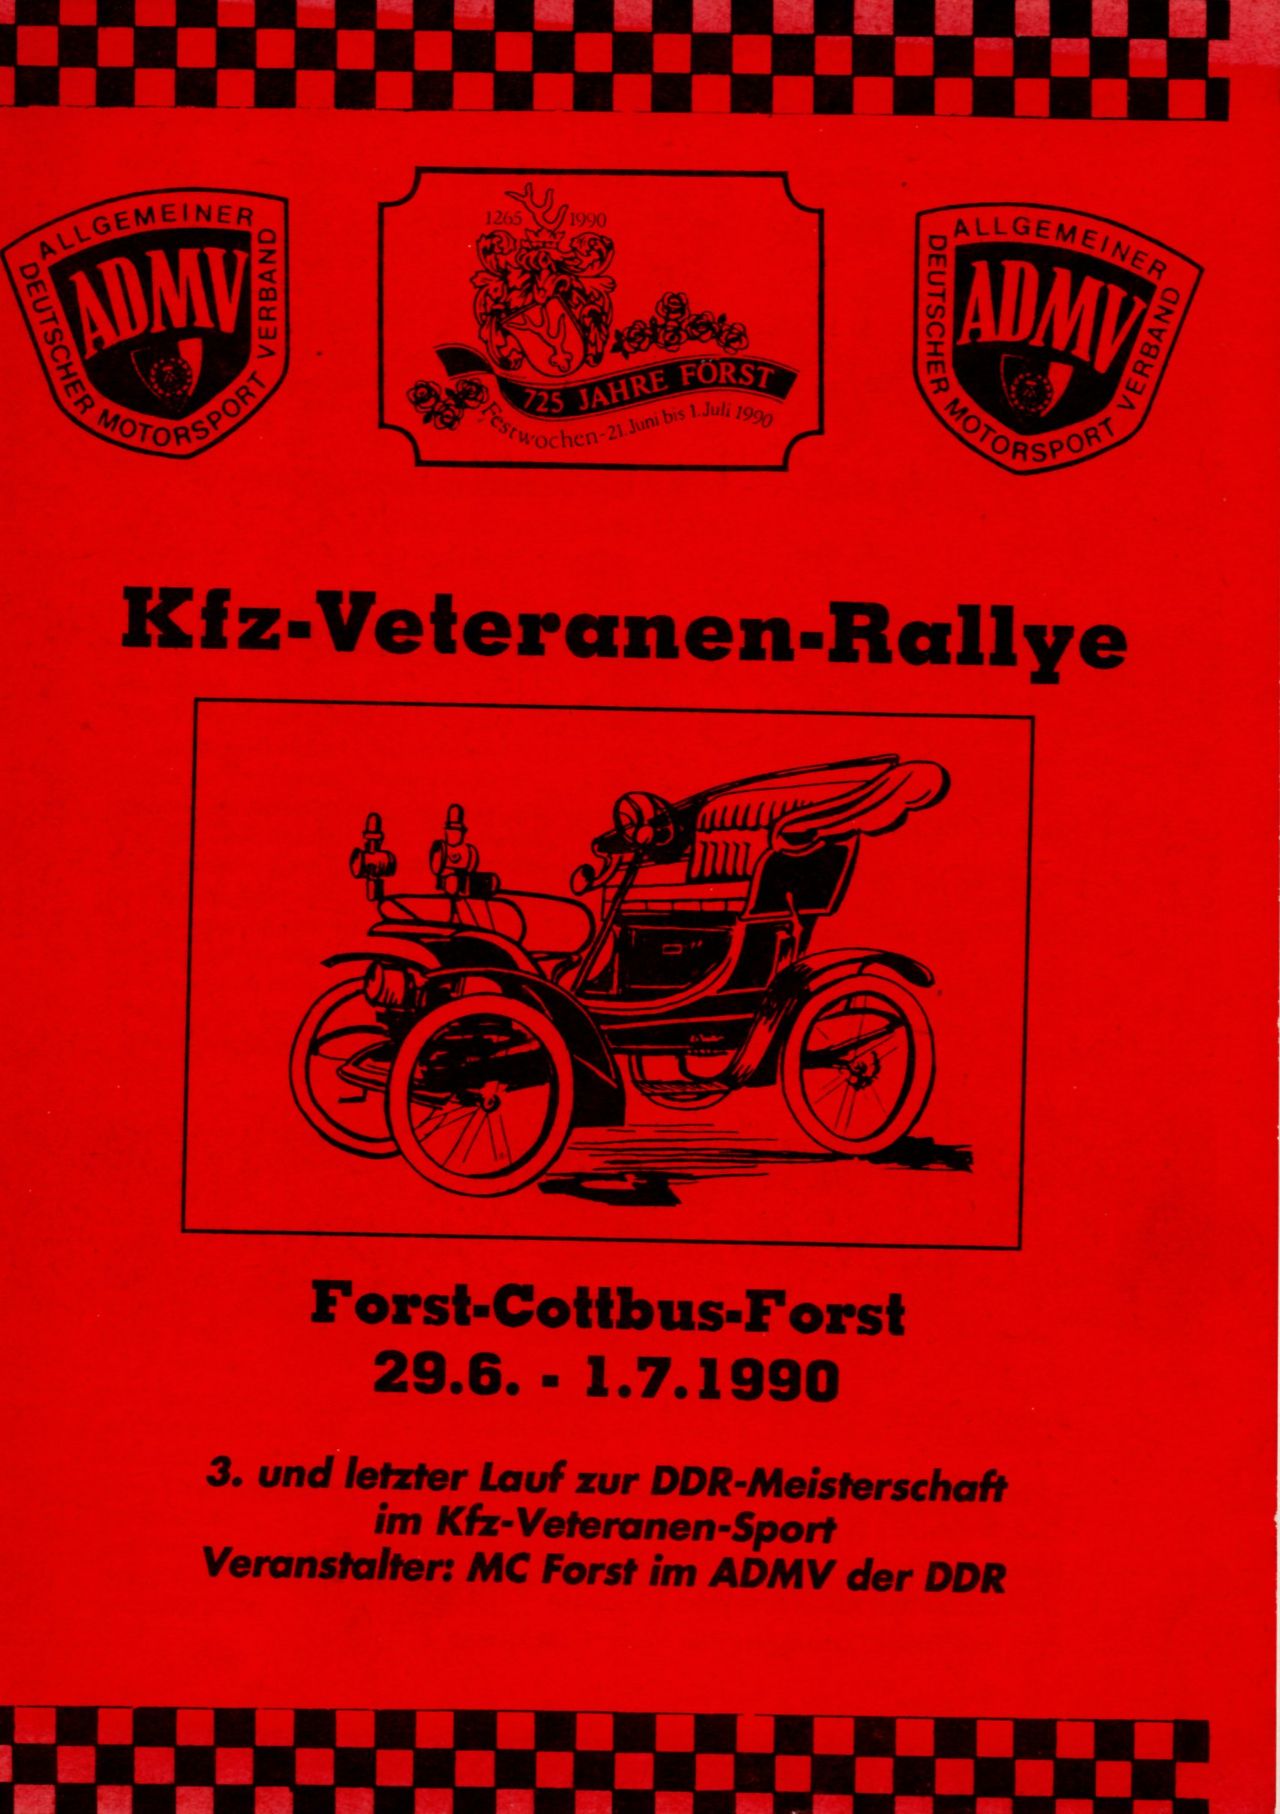 ALLGEMEINER
DEUTSCHER MOTORSPORT VERBAND
ADMV
1265 1990
725 JAHRE FORST
Festwochen - 21. Juni bis 1. Juli 1990
ALLGEMEINER
DEUTSCHER MOTORSPORT VERBAND
ADMV
Kfz-Veteranen-Rallye
Forst-Cottbus-Forst
29.6. - 1.7.1990
3. und letzter Lauf zur DDR-Meisterschaft
im Kfz-Veteranen-Sport
Veranstalter: MC Forst im ADMV der DDR